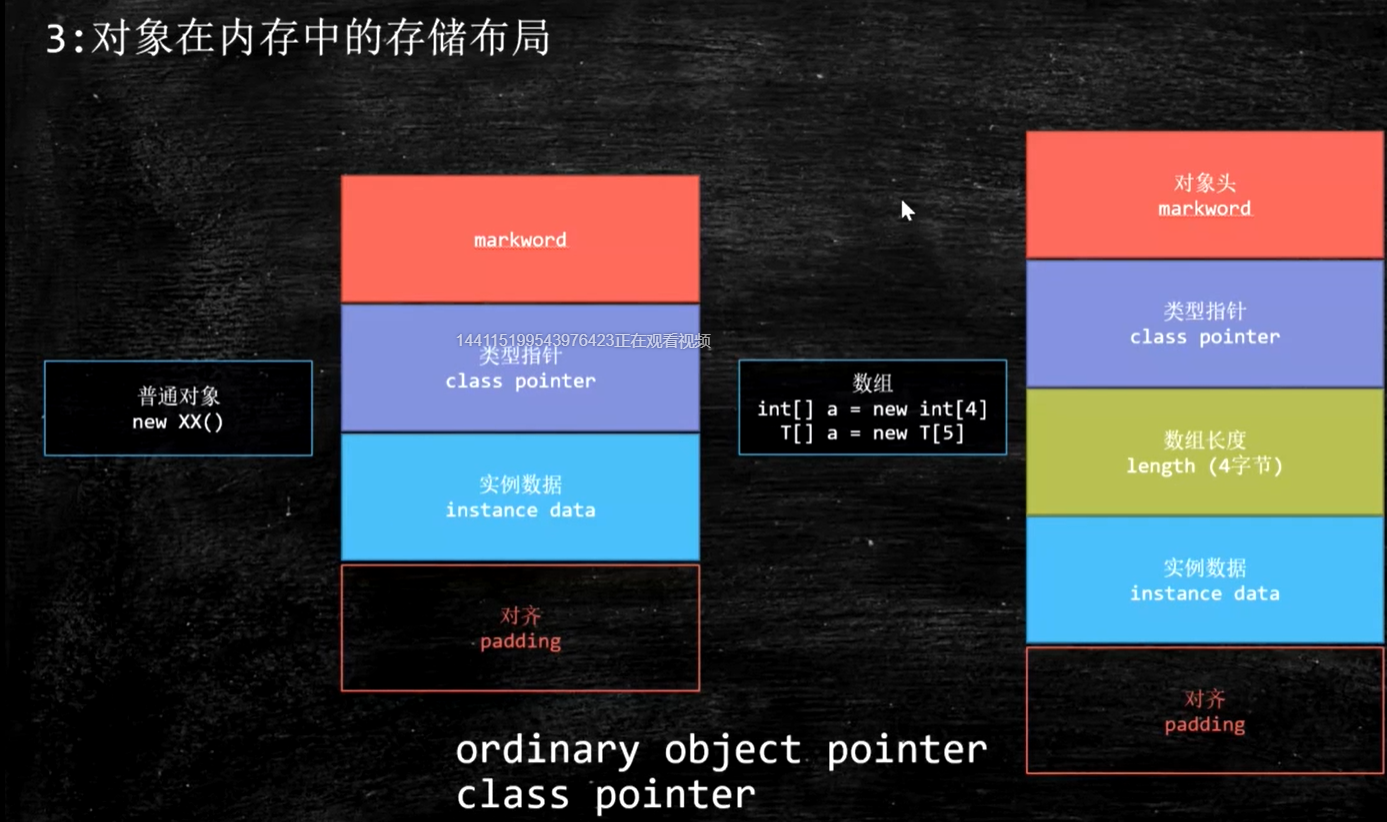 3:对象在内存中的存储布局
普通对象
new XX()
markword
144115199543976423正在观看视频
类型指针
class pointer
实例数据
instance data
对齐
padding
数组
int[] a = new int[4]
T[] a = new T[5]
对象头
markword
类型指针
class pointer
数组长度
length (4字节)
实例数据
instance data
对齐
padding
ordinary object pointer
class pointer